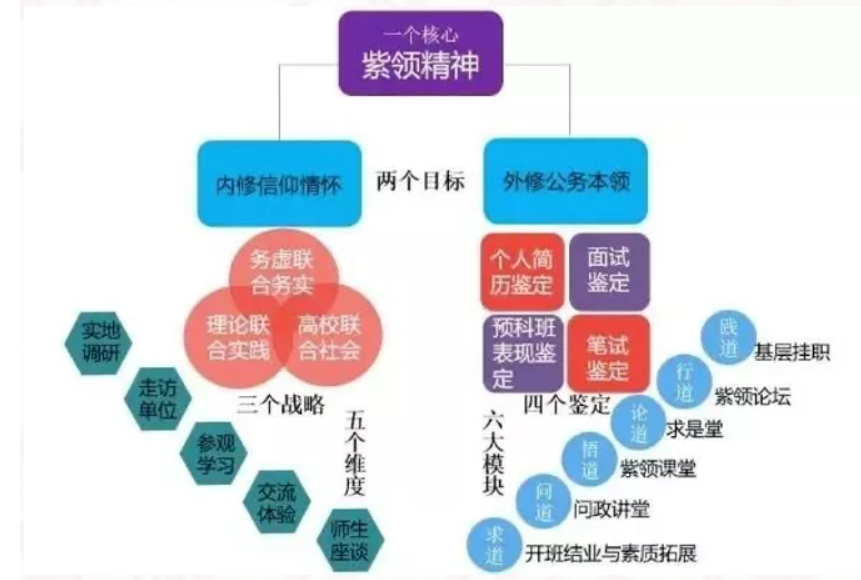 一个核心
紫领精神
内修信仰情怀
两个目标
外修公务本领
务虚联
合务实
理论联
合实践
高校联
合社会
三个战略
个人简
历鉴定
面试
鉴定
预科班
表现鉴
定
笔试
鉴定
四个鉴定
实地
调研
走访
单位
参观
学习
交流
体验
师生
座谈
五个维度
六大模块
践道
基层挂职
行道
紫领论坛
论道
求是堂
悟道
紫领课堂
问道
问政讲堂
求道
开班结业与素质拓展